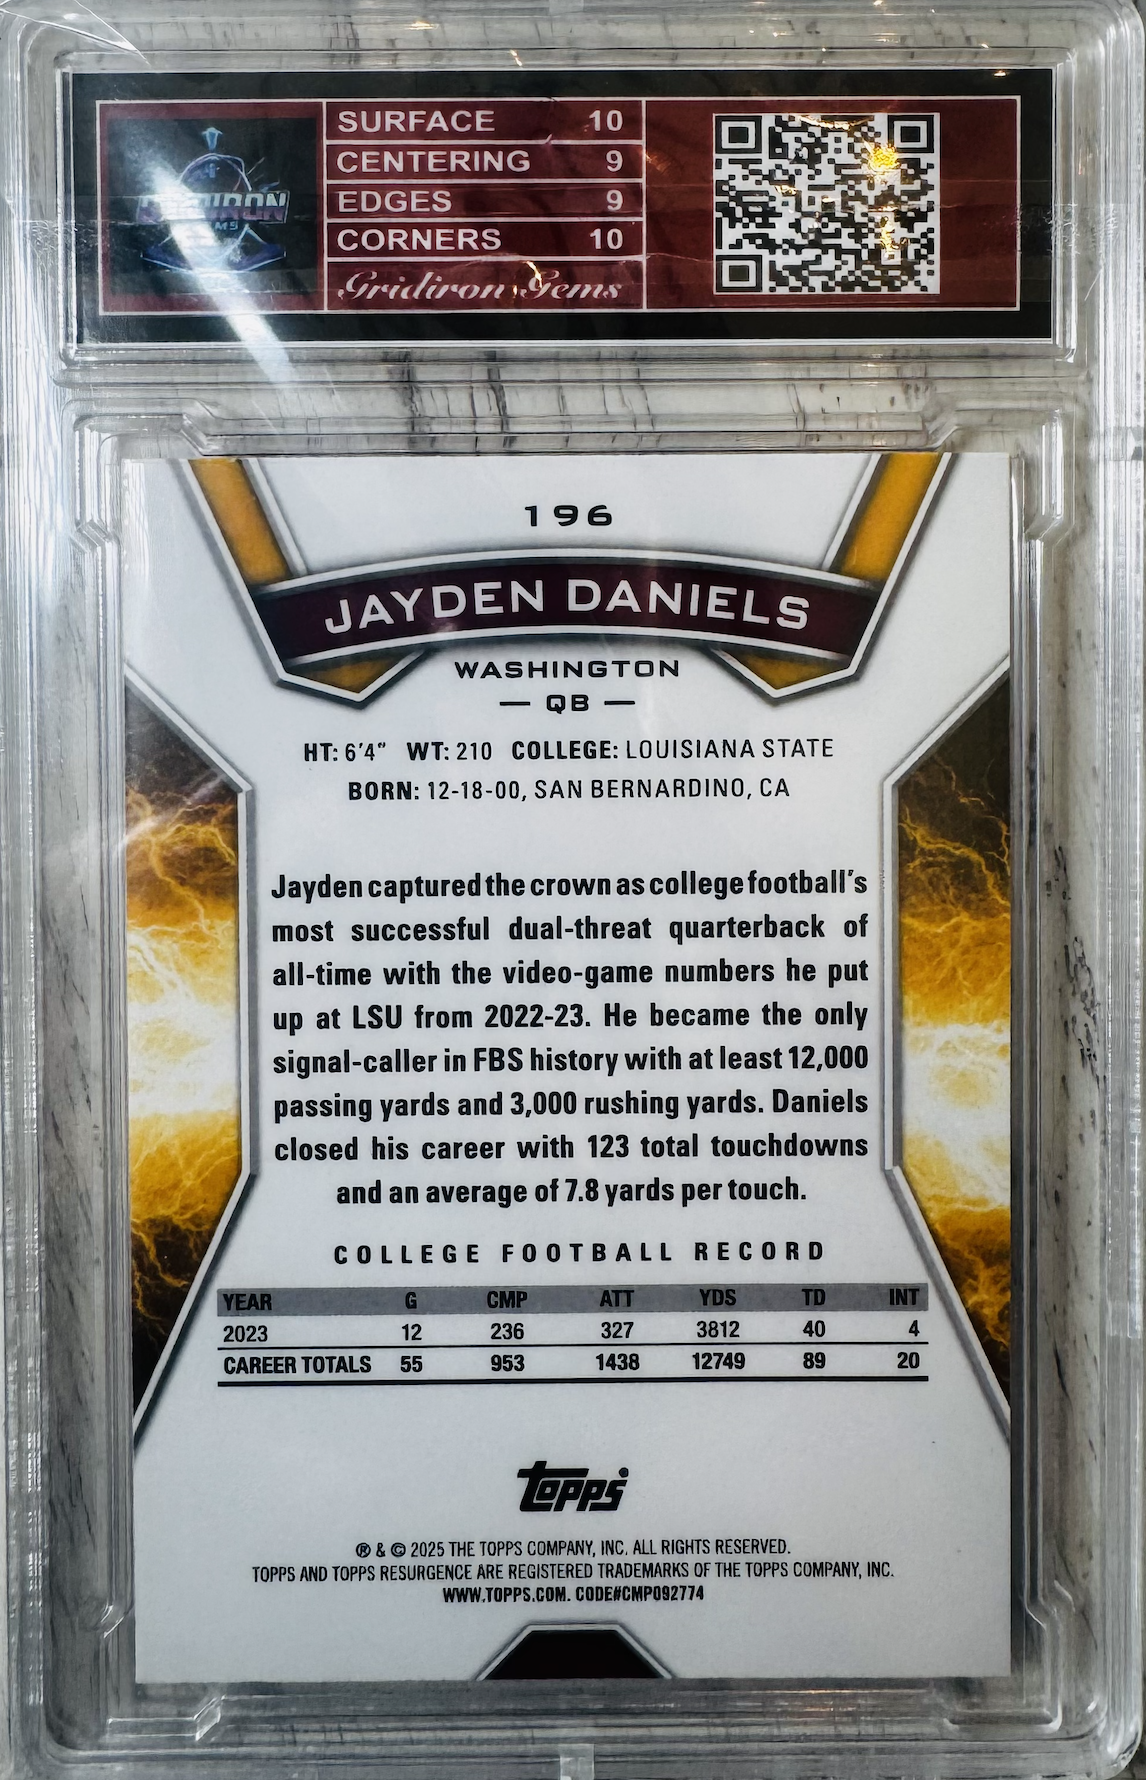 SURFACE 10
CENTERING 9
EDGES 9
CORNERS 10
Gridiron Gems
196
JAYDEN DANIELS
WASHINGTON
— QB —
HT: 6'4" WT: 210 COLLEGE: LOUISIANA STATE
BORN: 12-18-00, SAN BERNARDINO, CA
Jayden captured the crown as college football's
most successful dual-threat quarterback of
all-time with the video-game numbers he put
up at LSU from 2022-23. He became the only
signal-caller in FBS history with at least 12,000
passing yards and 3,000 rushing yards. Daniels
closed his career with 123 total touchdowns
and an average of 7.8 yards per touch.
COLLEGE FOOTBALL RECORD
YEAR G CMP ATT YDS TD INT
2023 12 236 327 3812 40 4
CAREER TOTALS 55 953 1438 12749 89 20
Topps
® & © 2025 THE TOPPS COMPANY, INC. ALL RIGHTS RESERVED.
TOPPS AND TOPPS RESURGENCE ARE REGISTERED TRADEMARKS OF THE TOPPS COMPANY, INC.
WWW.TOPPS.COM. CODE#CMP092774